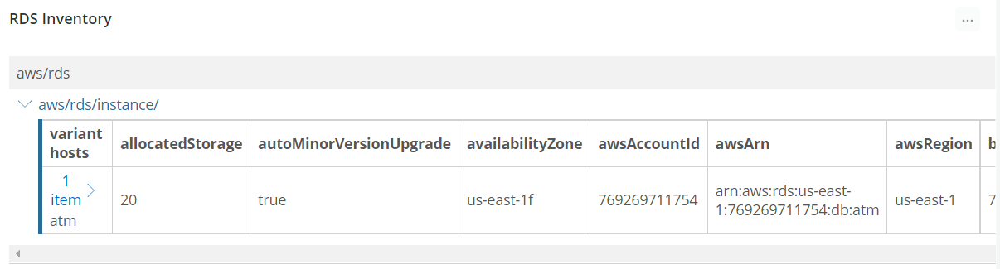 RDS Inventory
...
aws/rds
aws/rds/instance/
variant hosts allocatedStorage autoMinorVersionUpgrade availabilityZone awsAccountId awsArn awsRegion b
1 item atm 20 true us-east-1f 769269711754 arn:aws:rds:us-east-1:769269711754:db:atm us-east-1 7